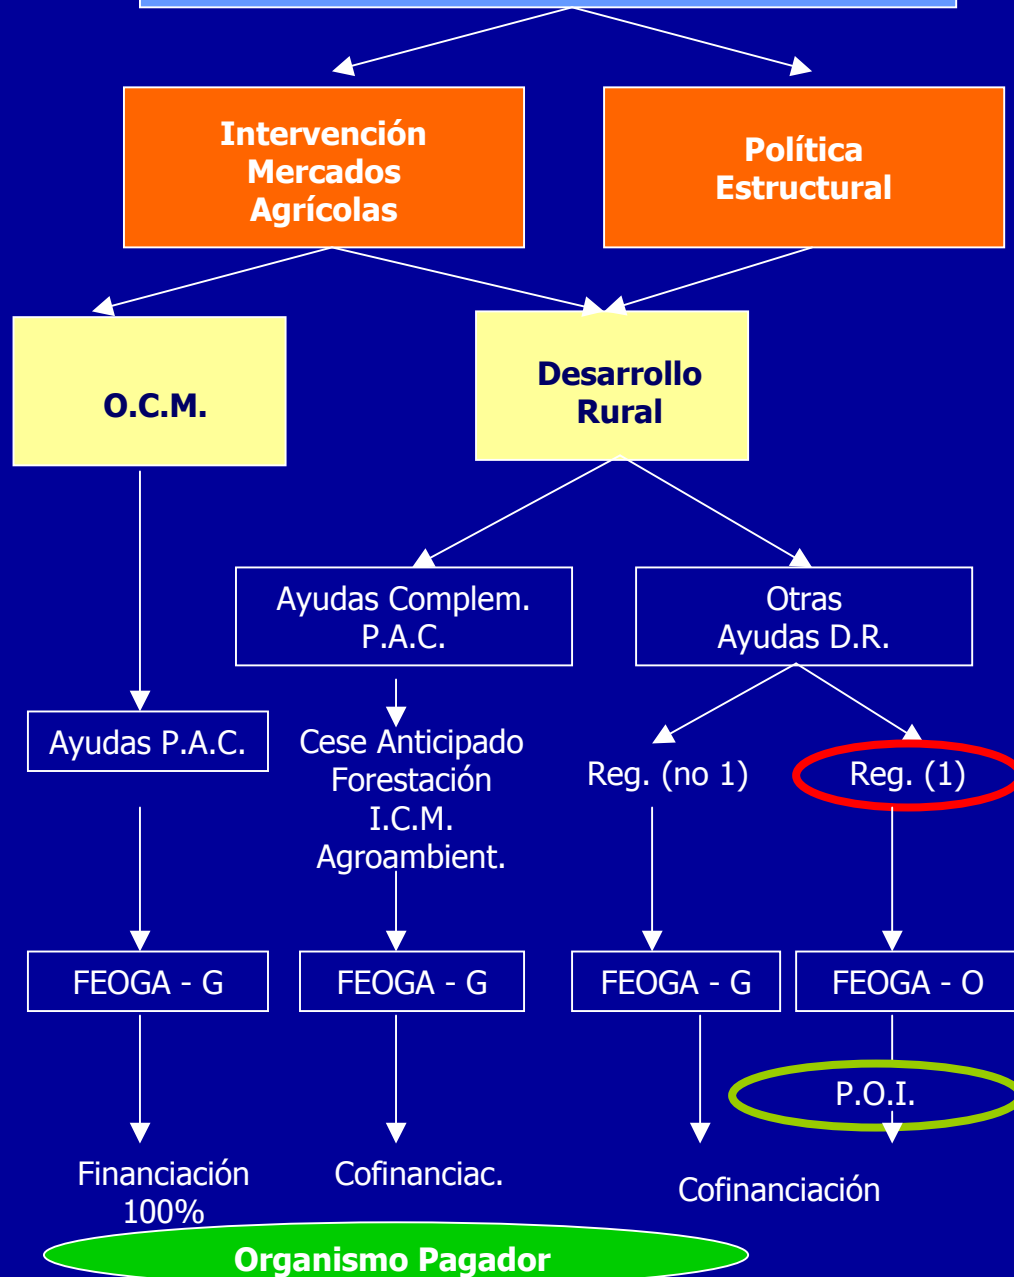 Intervención
Mercados
Agrícolas
Política
Estructural
O.C.M.
Desarrollo
Rural
Ayudas Complem.
P.A.C.
Otras
Ayudas D.R.
Ayudas P.A.C.
Cese Anticipado
Forestación
I.C.M.
Agroambient.
Reg. (no 1)
Reg. (1)
FEOGA - G
FEOGA - G
FEOGA - G
FEOGA - O
P.O.I.
Financiación
100%
Cofinanciac.
Cofinanciación
Organismo Pagador